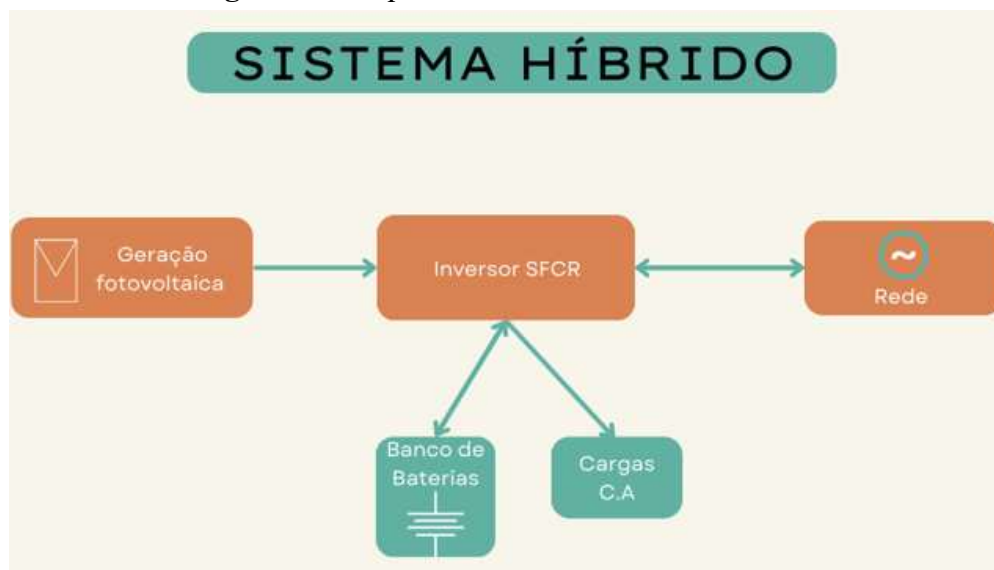 SISTEMA HÍBRIDO
Geração
fotovoltaica
Inversor SFCR
Rede
Banco de
Baterias
Cargas
C.A